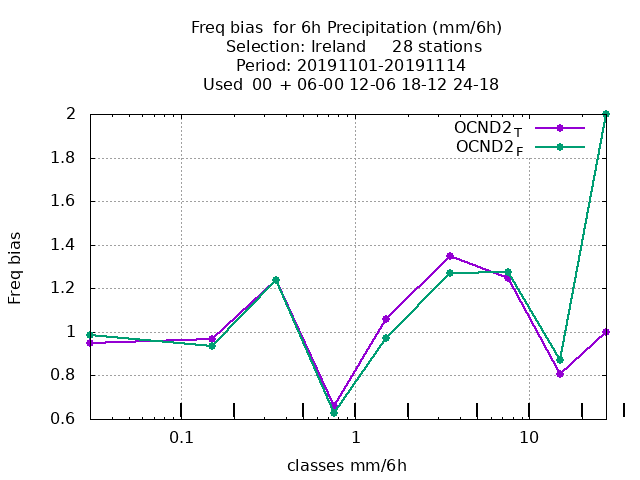 Freq bias  for 6h Precipitation (mm/6h)
Selection: Ireland     28 stations
Period: 20191101-20191114
Used  00 + 06-00 12-06 18-12 24-18
OCND2T
OCND2F
2
1.8
1.6
1.4
1.2
1
0.8
0.6
Freq bias
0.1 1 10
classes mm/6h